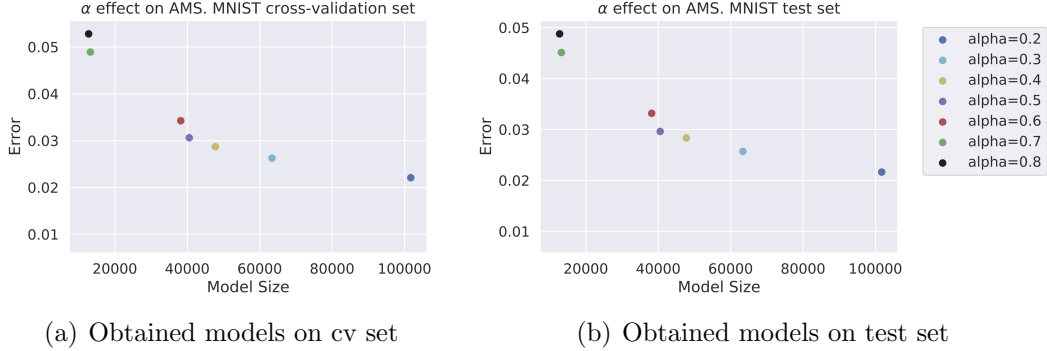 α effect on AMS. MNIST cross-validation set
0.05
0.04
0.03
0.02
0.01
Error
20000 40000 60000 80000 100000
Model Size
(a) Obtained models on cv set
α effect on AMS. MNIST test set
0.05
0.04
0.03
0.02
0.01
Error
20000 40000 60000 80000 100000
Model Size
(b) Obtained models on test set
alpha=0.2
alpha=0.3
alpha=0.4
alpha=0.5
alpha=0.6
alpha=0.7
alpha=0.8